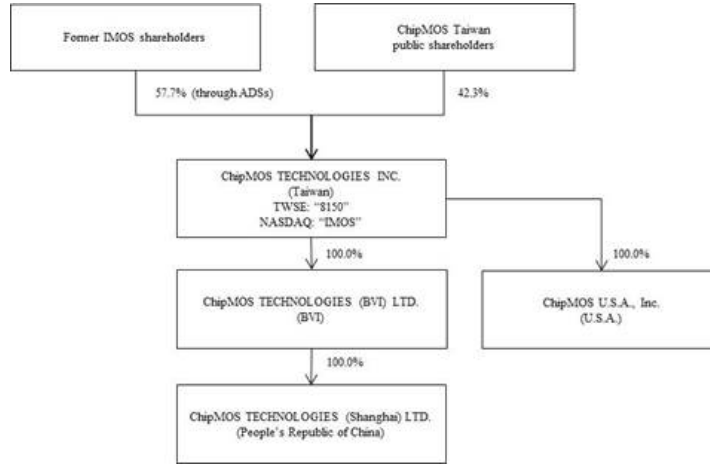 Former IMOS shareholders
ChipMOS Taiwan
public shareholders
57.7% (through ADSs)
42.3%
ChipMOS TECHNOLOGIES INC.
(Taiwan)
TWSE: “8150”
NASDAQ: “IMOS”
100.0%
100.0%
ChipMOS TECHNOLOGIES (BVI) LTD.
(BVI)
ChipMOS U.S.A., Inc.
(U.S.A.)
100.0%
ChipMOS TECHNOLOGIES (Shanghai) LTD.
(People’s Republic of China)